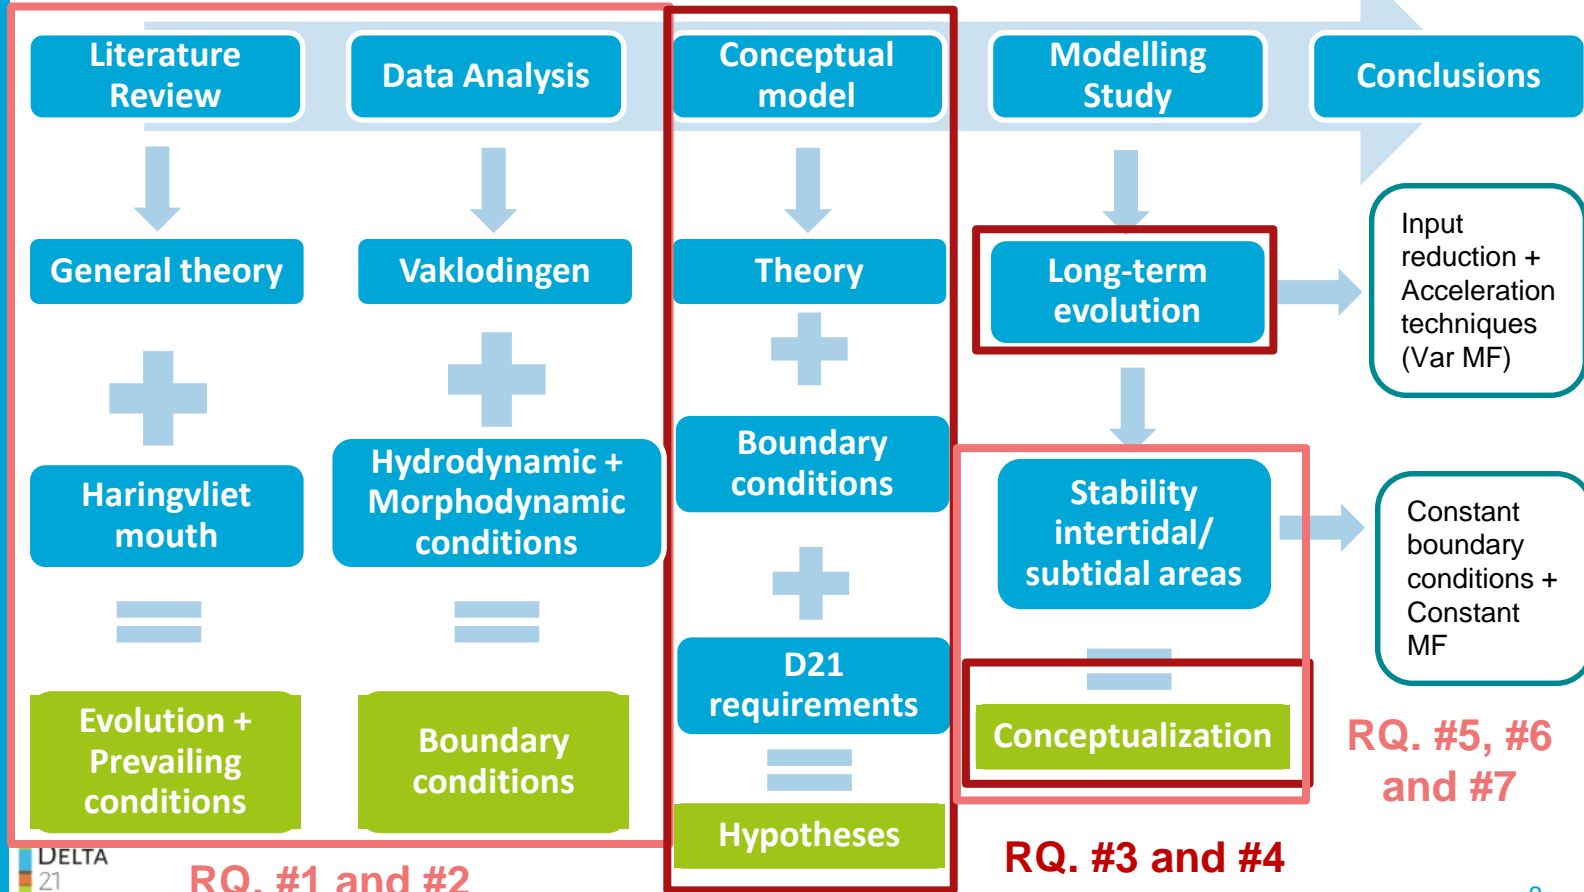 Literature
Review
Data Analysis
Conceptual
model
Modelling
Study
Conclusions
General theory
Vaklodingen
Theory
Long-term
evolution
Input
reduction +
Acceleration
techniques
(Var MF)
Haringvliet
mouth
Hydrodynamic +
Morphodynamic
conditions
Boundary
conditions
Stability
intertidal/
subtidal areas
Constant
boundary
conditions +
Constant
MF
D21
requirements
Evolution +
Prevailing
conditions
Boundary
conditions
Conceptualization
Hypotheses
RQ. #5, #6
and #7
RQ. #3 and #4
RQ. #1 and #2
DELTA
21